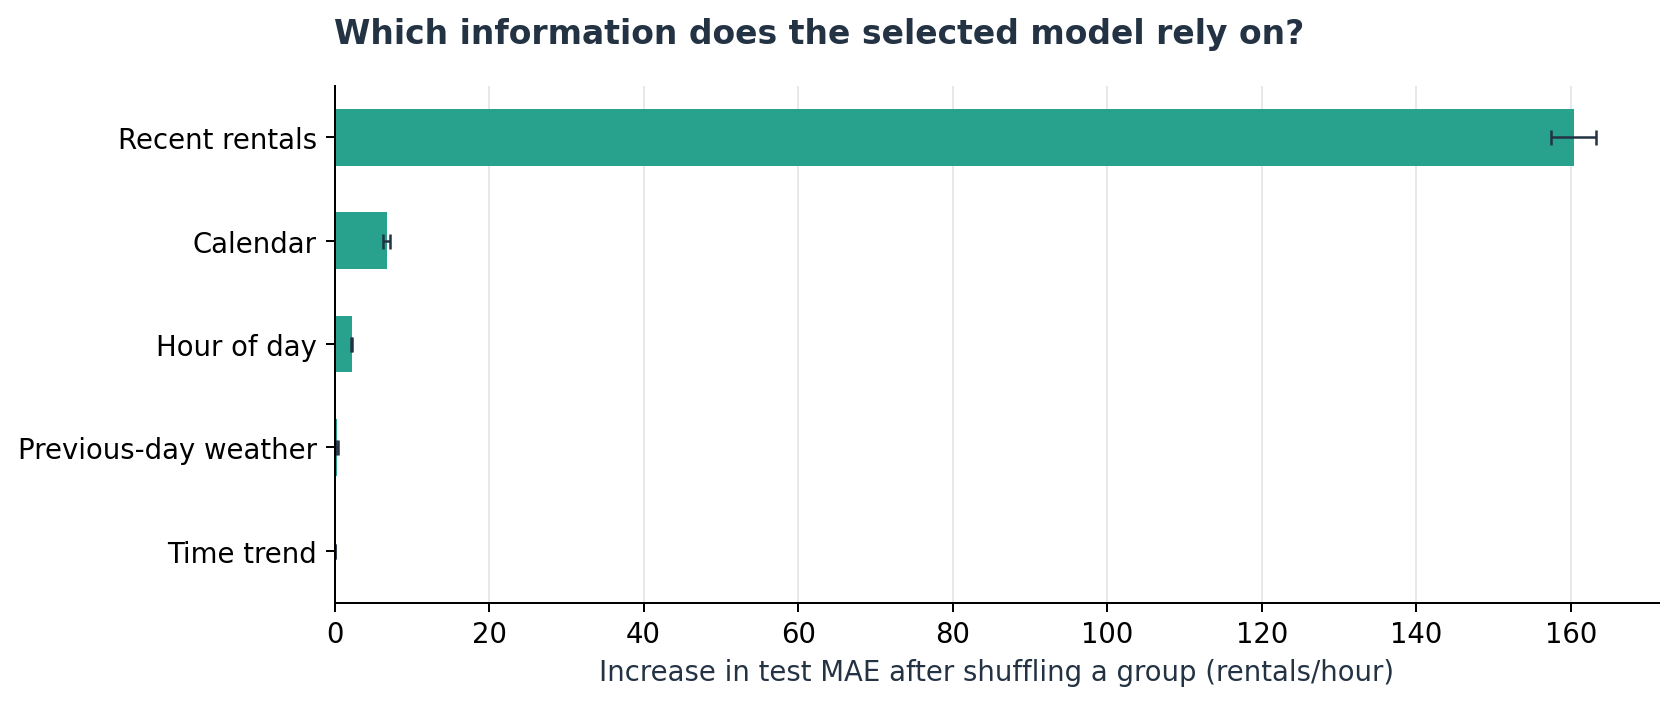 Which information does the selected model rely on?
Recent rentals
Calendar
Hour of day
Previous-day weather
Time trend
0 20 40 60 80 100 120 140 160
Increase in test MAE after shuffling a group (rentals/hour)